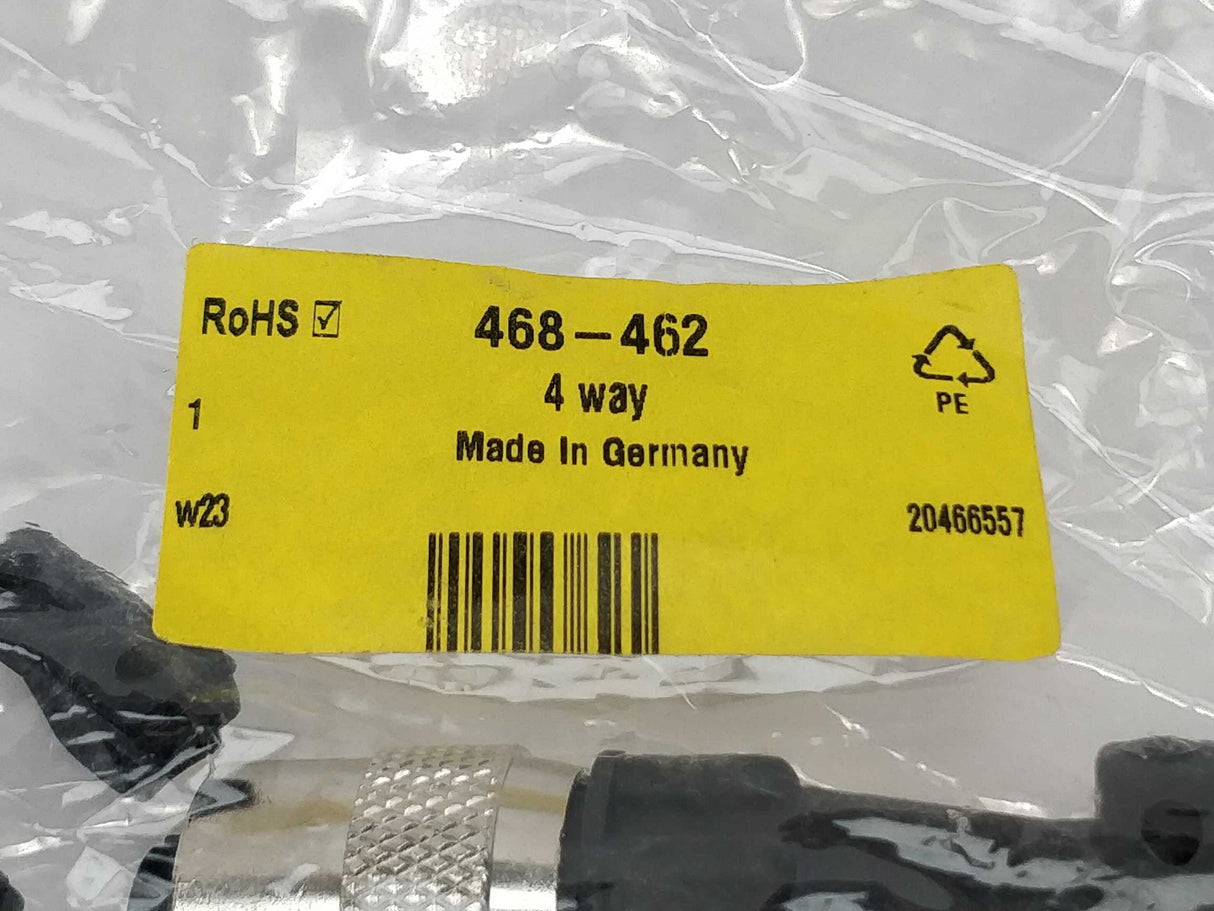 RoHS ☑ 468-462
4 way
PE
1
Made In Germany
w23
20466557